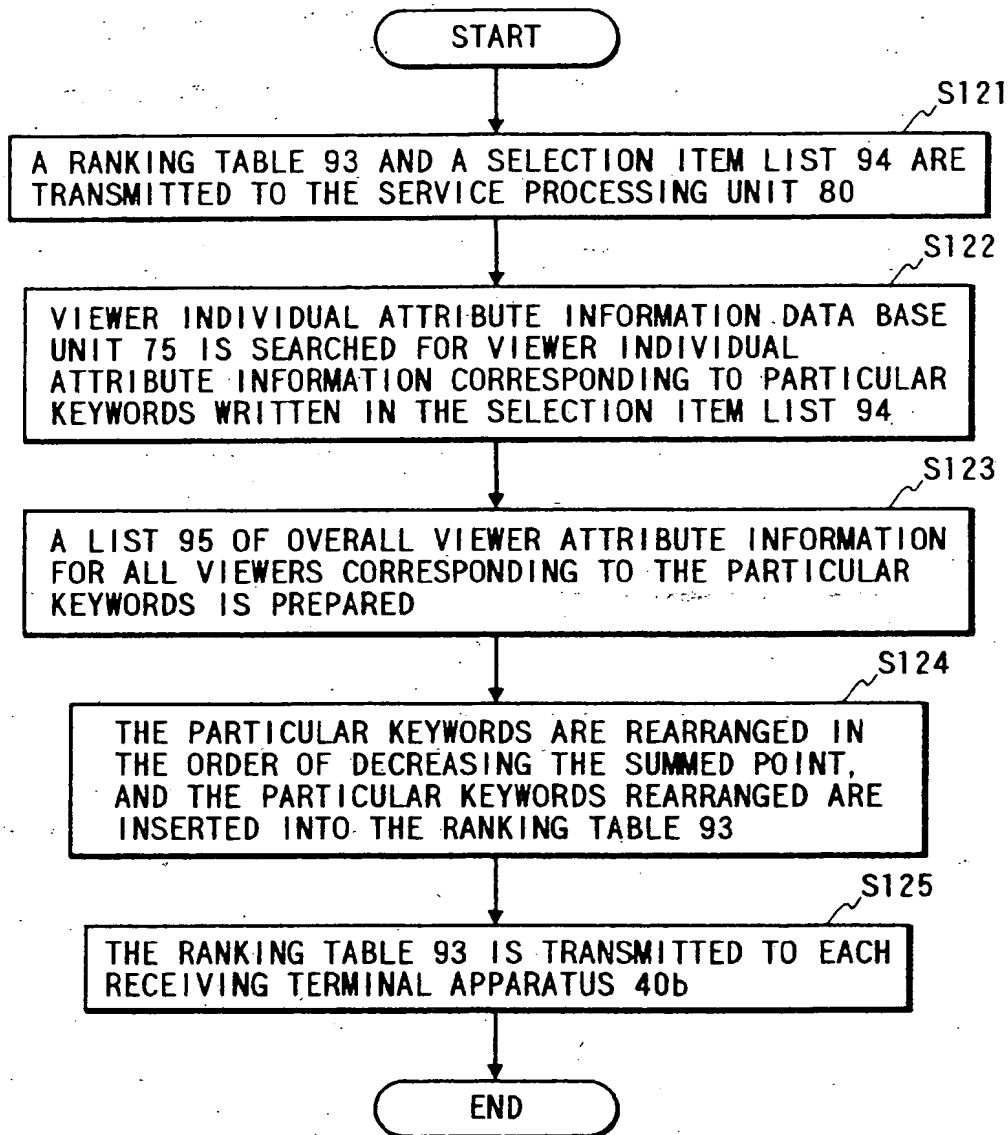 START
S121
A RANKING TABLE 93 AND A SELECTION ITEM LIST 94 ARE
TRANSMITTED TO THE SERVICE PROCESSING UNIT 80
S122
VIEWER INDIVIDUAL ATTRIBUTE INFORMATION DATA BASE
UNIT 75 IS SEARCHED FOR VIEWER INDIVIDUAL
ATTRIBUTE INFORMATION CORRESPONDING TO PARTICULAR
KEYWORDS WRITTEN IN THE SELECTION ITEM LIST 94
S123
A LIST 95 OF OVERALL VIEWER ATTRIBUTE INFORMATION
FOR ALL VIEWERS CORRESPONDING TO THE PARTICULAR
KEYWORDS IS PREPARED
S124
THE PARTICULAR KEYWORDS ARE REARRANGED IN
THE ORDER OF DECREASING THE SUMMED POINT,
AND THE PARTICULAR KEYWORDS REARRANGED ARE
INSERTED INTO THE RANKING TABLE 93
S125
THE RANKING TABLE 93 IS TRANSMITTED TO EACH
RECEIVING TERMINAL APPARATUS 40b
END